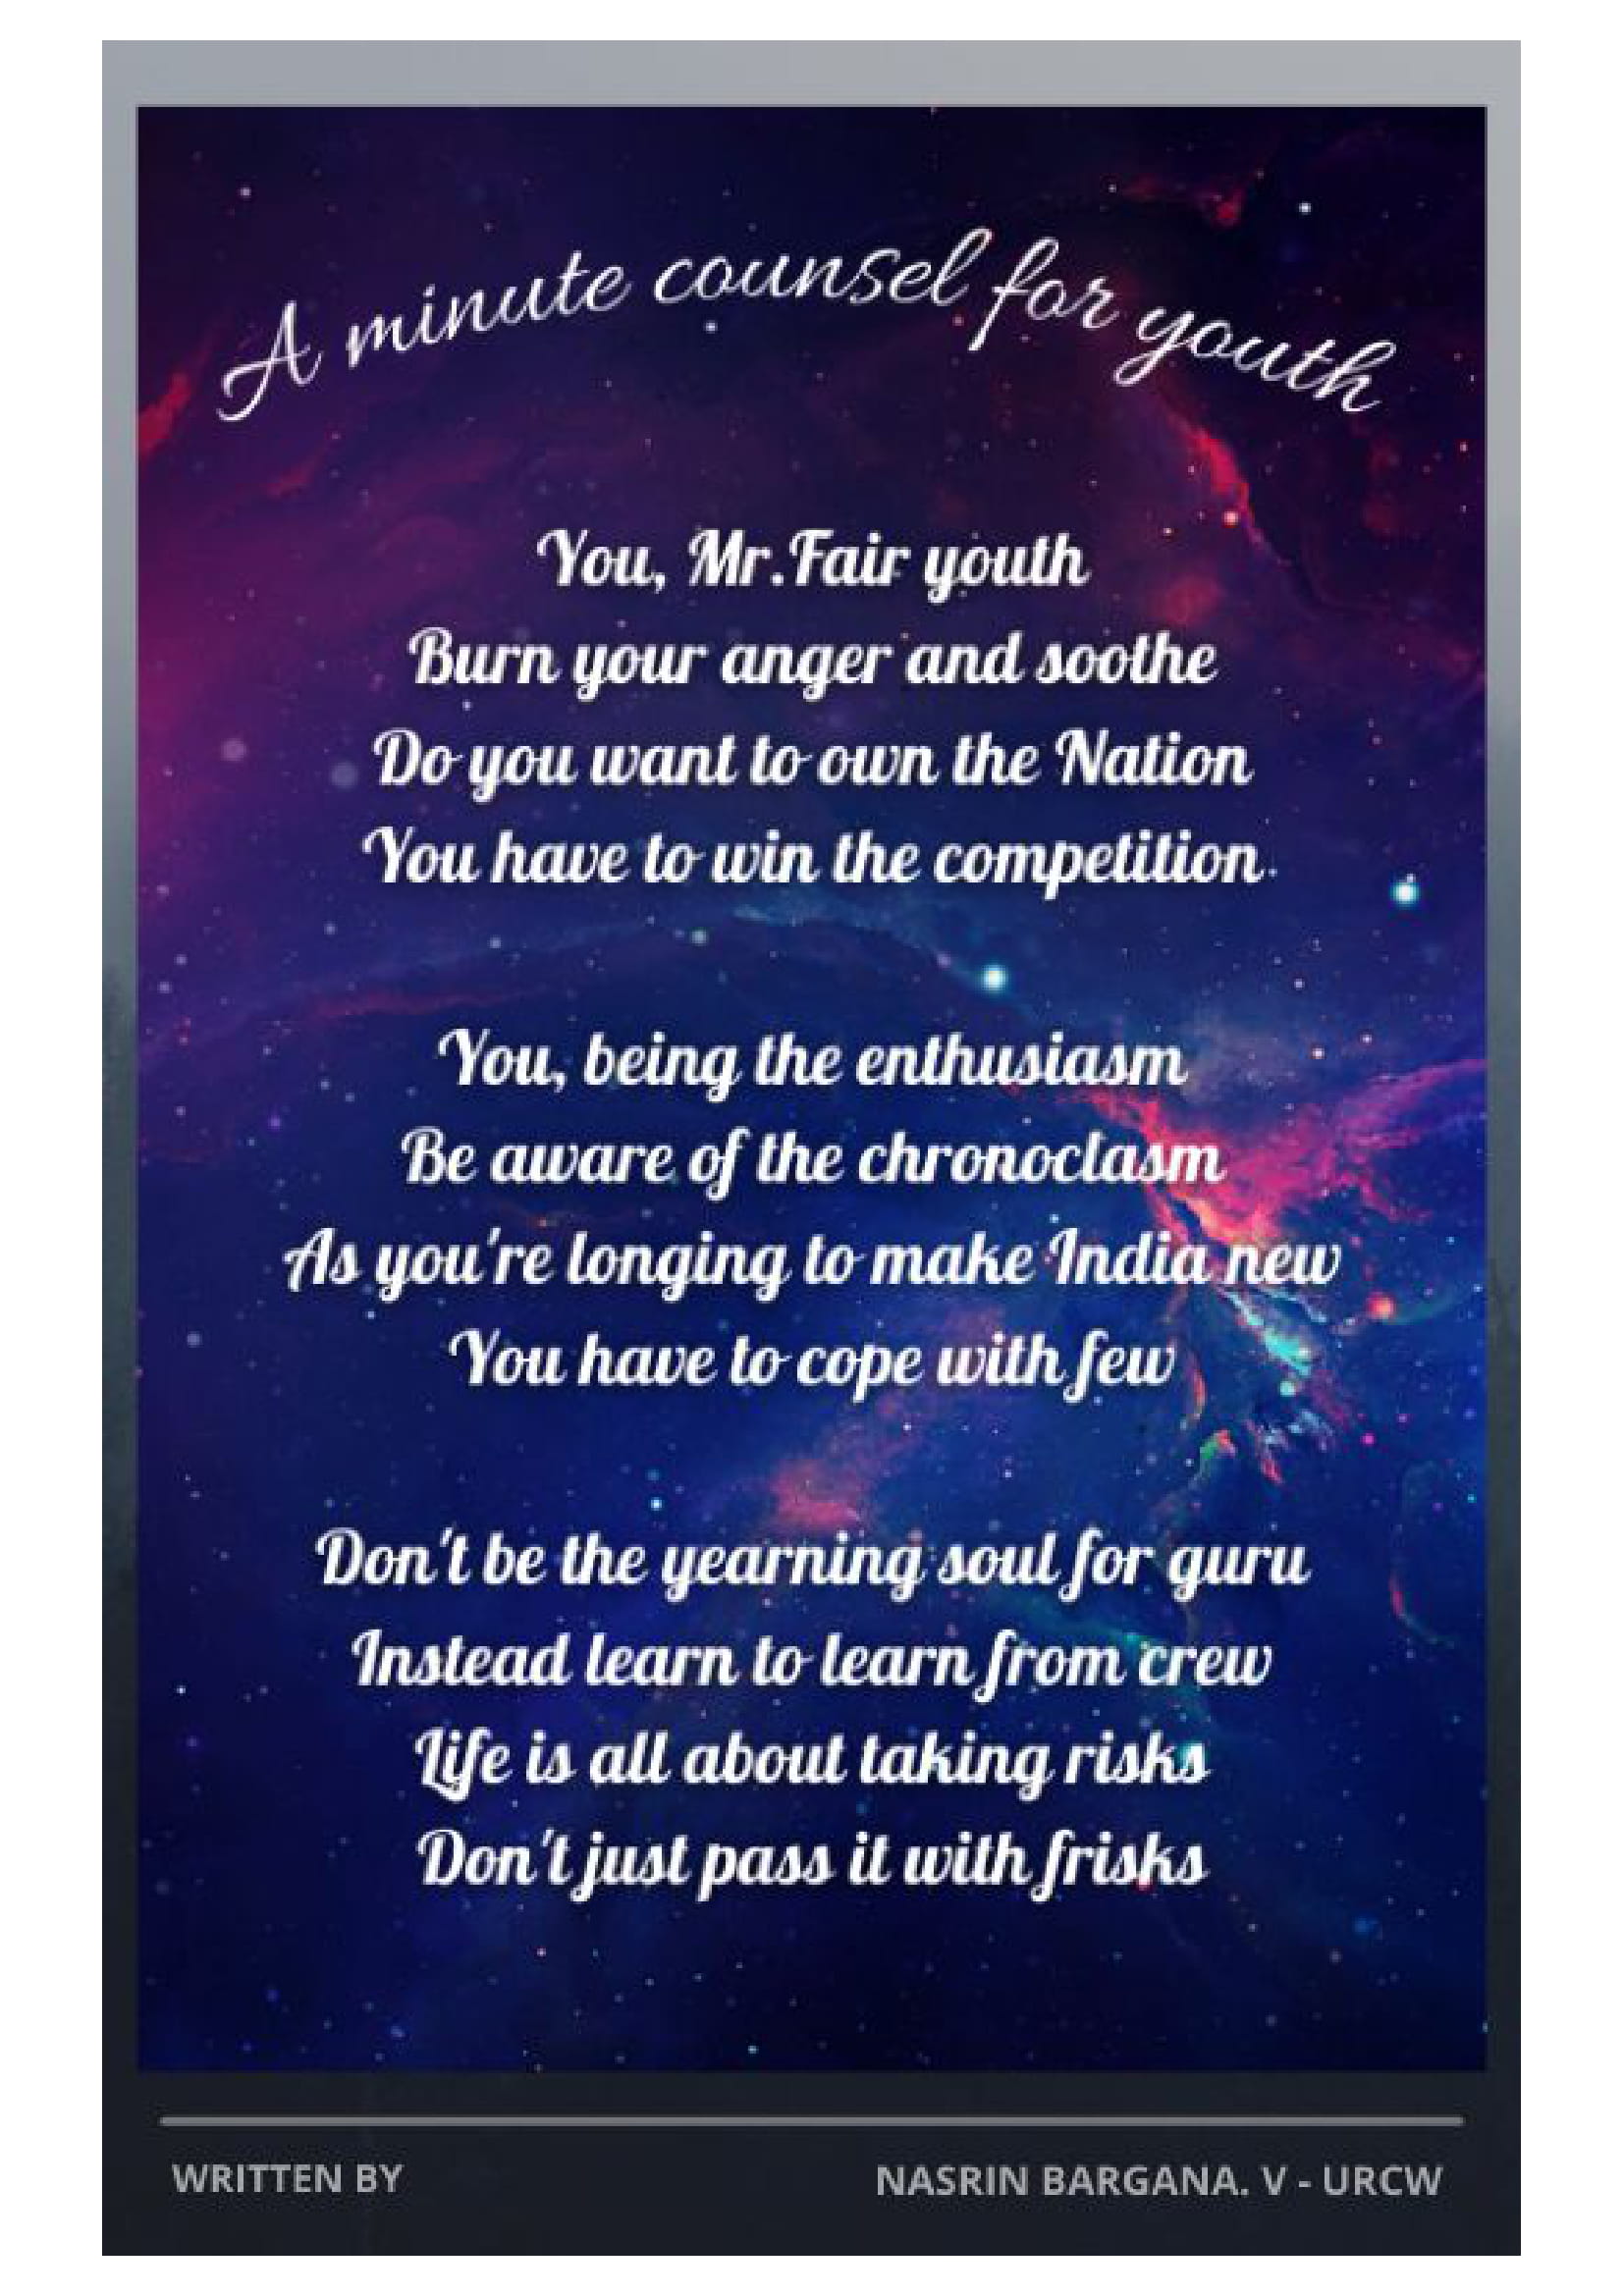 A minute counsel for youth
You, Mr.Fair youth
Burn your anger and soothe
Do you want to own the Nation
You have to win the competition.
You, being the enthusiasm
Be aware of the chronoclasm
As you're longing to make India new
You have to cope with few
Don't be the yearning soul for guru
Instead learn to learn from crew
Life is all about taking risks
Don't just pass it with frisks
WRITTEN BY NASRIN BARGANA. V - URCW